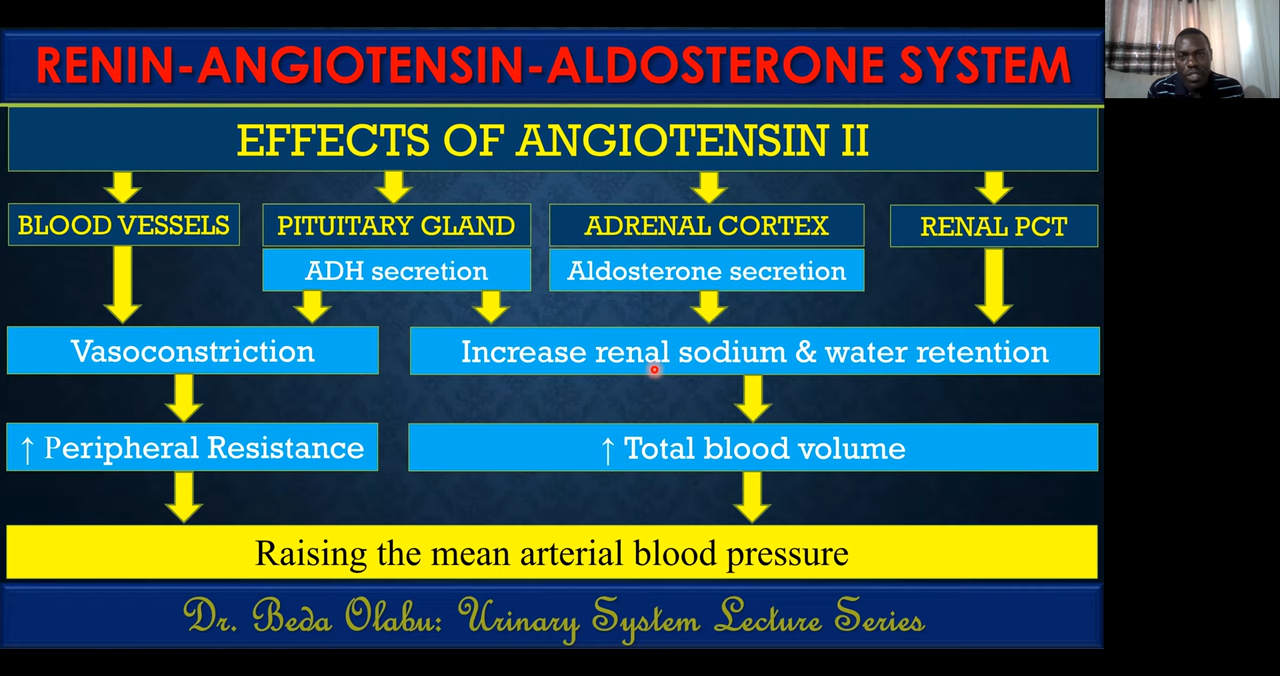 RENIN-ANGIOTENSIN-ALDOSTERONE SYSTEM
EFFECTS OF ANGIOTENSIN II
BLOOD VESSELS
PITUITARY GLAND
ADRENAL CORTEX
RENAL PCT
ADH secretion
Aldosterone secretion
Vasoconstriction
Increase renal sodium & water retention
↑ Peripheral Resistance
↑ Total blood volume
Raising the mean arterial blood pressure
Dr. Beda Olabu: Urinary System Lecture Series